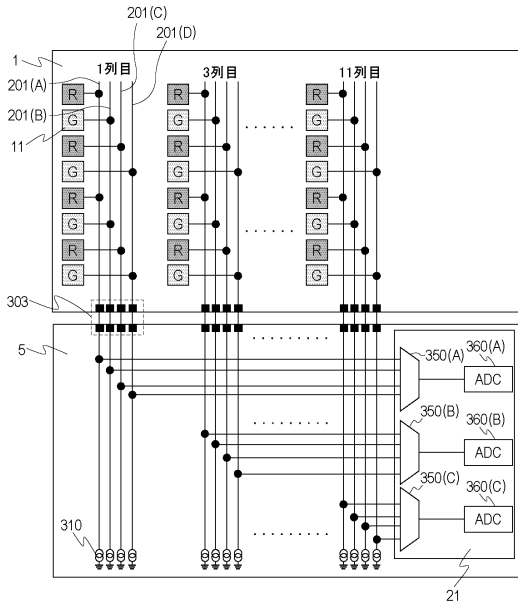 201(C)
201(D)
1
1列目
3列目
11列目
201(A)
R R R
201(B)
G G G
11
R R R
G G G
R R R
G G G
R R R
G G G
303
5
350(A)
360(A)
ADC
350(B)
360(B)
ADC
350(C)
360(C)
ADC
310
21